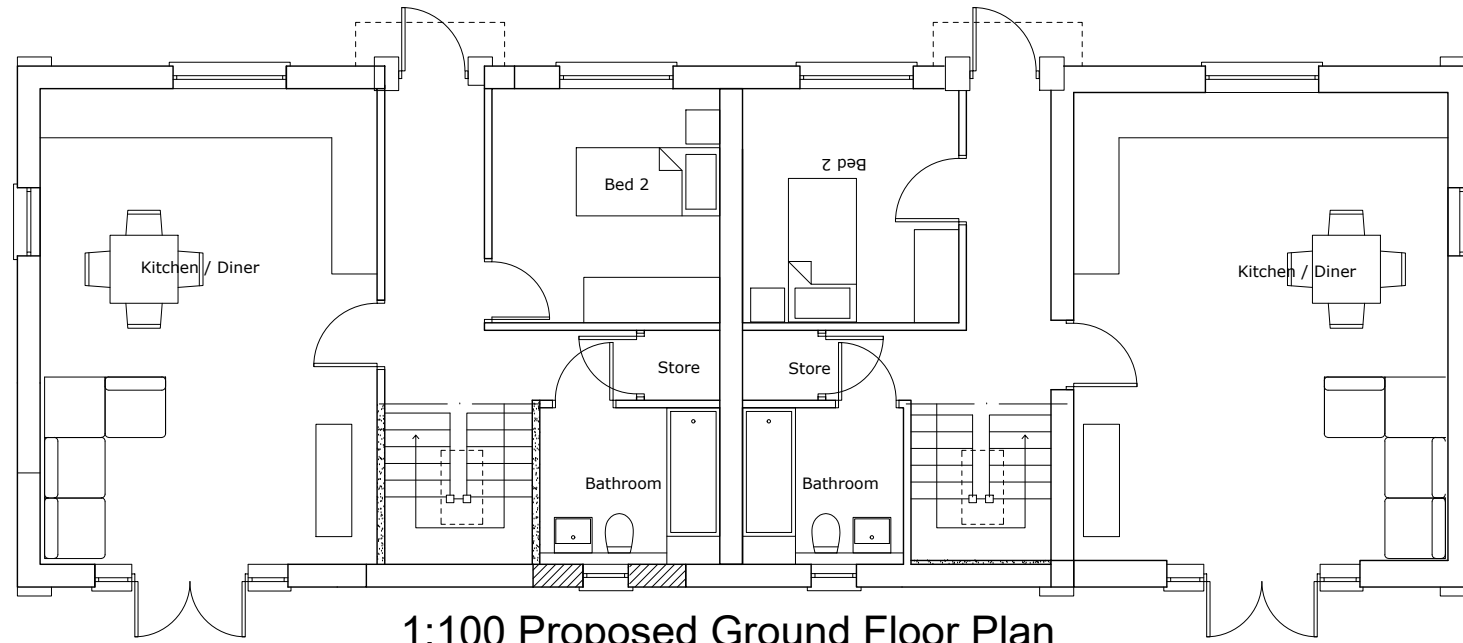 Bed 2
Bed 2
Kitchen / Diner
Kitchen / Diner
Store
Store
Bathroom
Bathroom
1:100 Proposed Ground Floor Plan